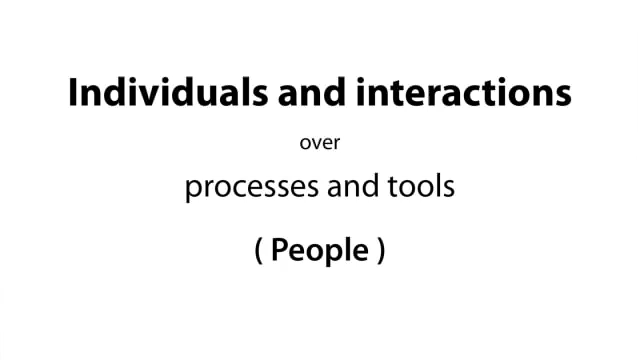 Individuals and interactions
over
processes and tools
( People )